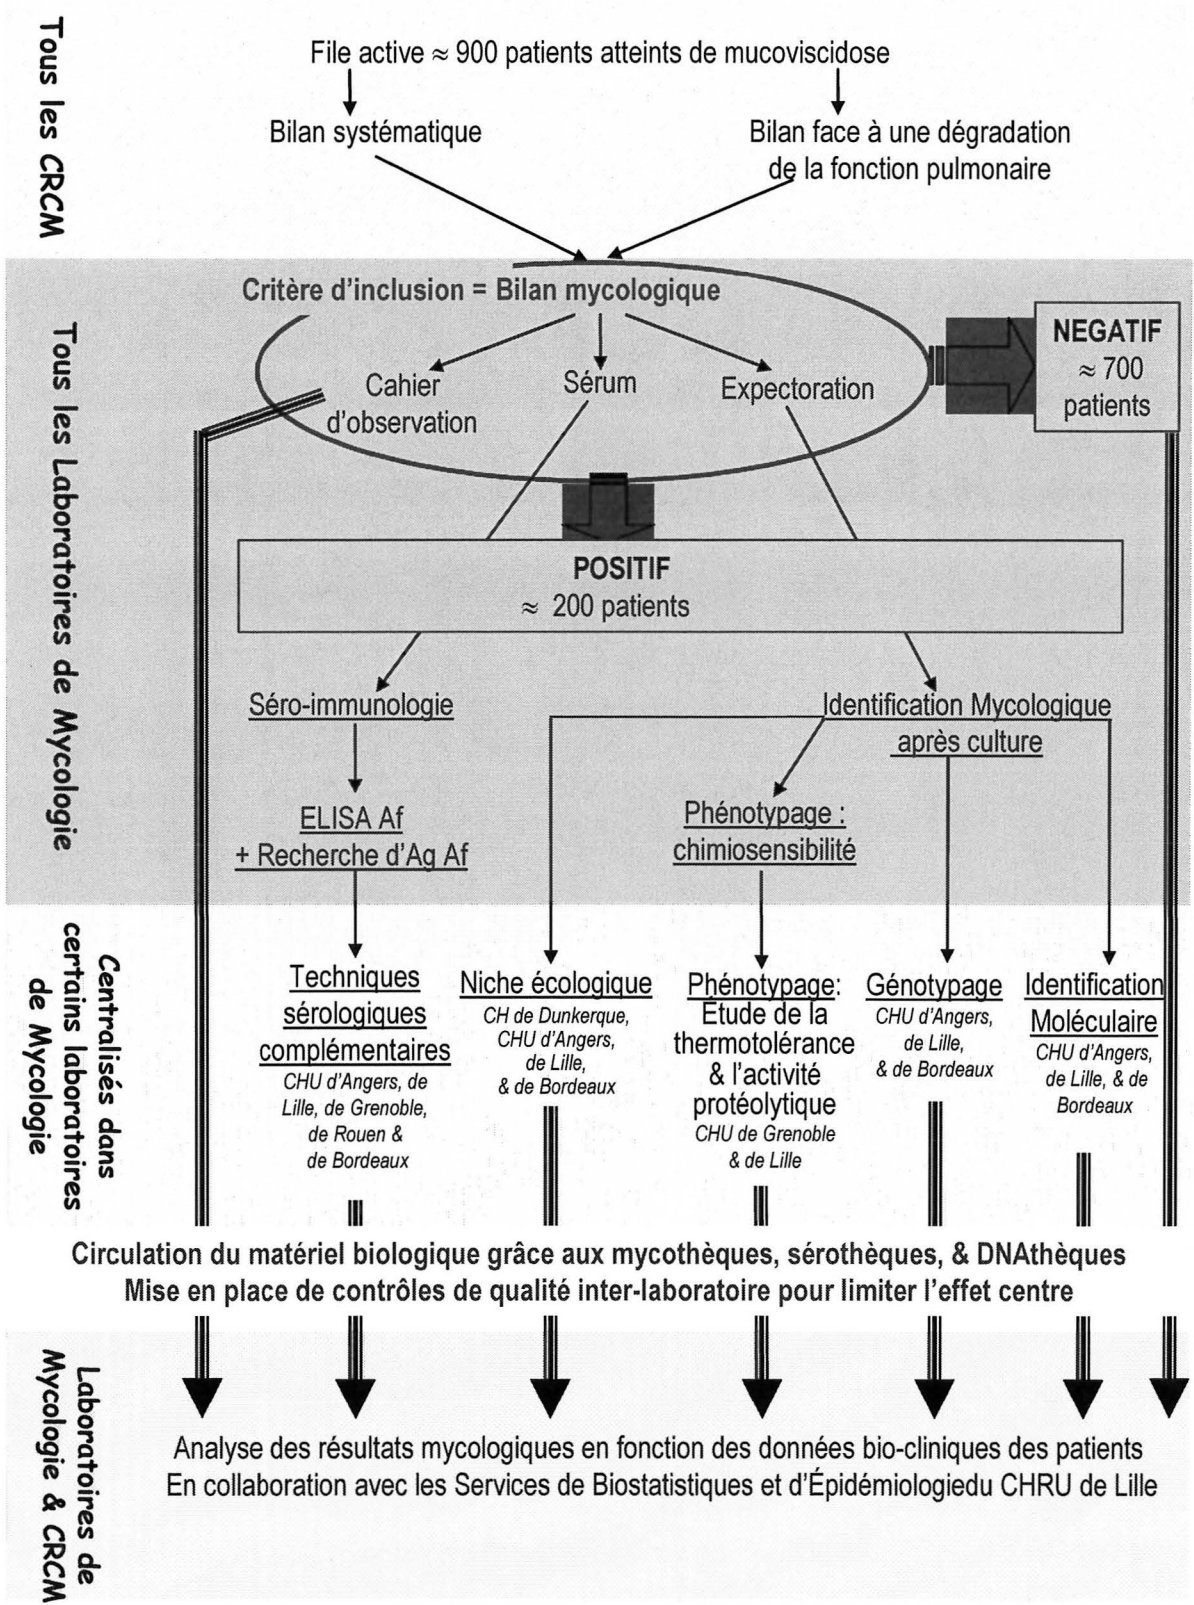 Tous les CRCM
File active ≈ 900 patients atteints de mucoviscidose
Bilan systématique
Bilan face à une dégradation
de la fonction pulmonaire
Tous les Laboratoires de Mycologie
Critère d'inclusion = Bilan mycologique
Cahier
d'observation
Sérum
Expectoration
NEGATIF
≈ 700
patients
POSITIF
≈ 200 patients
Séro-immunologie
Identification Mycologique
après culture
ELISA Af
+ Recherche d'Ag Af
Phénotypage :
chimiosensibilité
Centralisés dans
certains laboratoires
de Mycologie
Techniques
sérologiques
complémentaires
CHU d'Angers, de
Lille, de Grenoble,
de Rouen &
de Bordeaux
Niche écologique
CH de Dunkerque,
CHU d'Angers,
de Lille,
& de Bordeaux
Phénotypage:
Etude de la
thermotolérance
& l'activité
protéolytique
CHU de Grenoble
& de Lille
Génotypage
CHU d'Angers,
de Lille,
& de Bordeaux
Identification
Moléculaire
CHU d'Angers,
de Lille, & de
Bordeaux
Circulation du matériel biologique grâce aux mycothèques, sérothèques, & DNAthèques
Mise en place de contrôles de qualité inter-laboratoire pour limiter l'effet centre
Laboratoires de
Mycologie & CRCM
Analyse des résultats mycologiques en fonction des données bio-cliniques des patients
En collaboration avec les Services de Biostatistiques et d'Épidémiologiedu CHRU de Lille